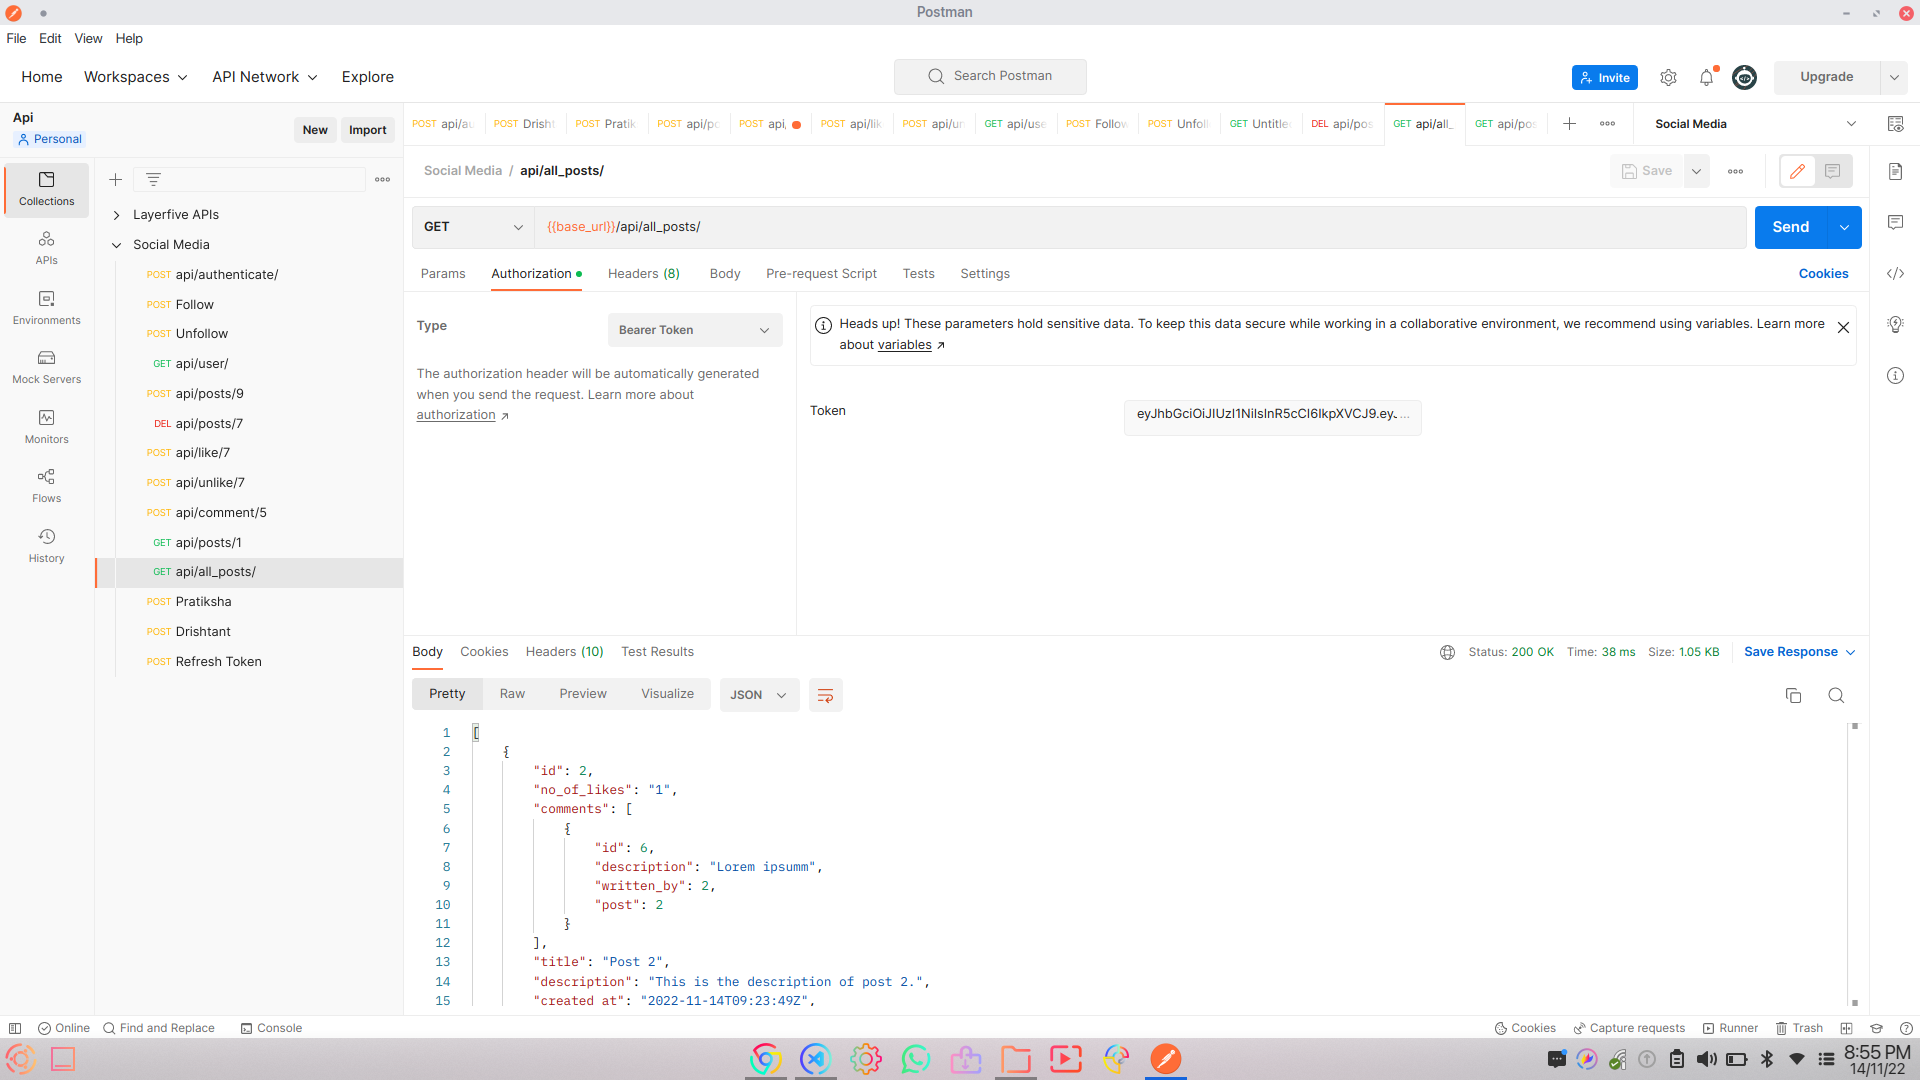 Postman
File Edit View Help
Home Workspaces API Network Explore
Search Postman
Invite
Upgrade
Api
Personal
New Import
POST api/au
POST Drisht
POST Pratik
POST api/po
POST api/
POST api/lik
POST api/un
GET api/use
POST Follow
POST Unfoll
GET Untitle
DEL api/pos
GET api/all_
GET api/pos
Social Media
Collections
APIs
Environments
Mock Servers
Monitors
Flows
History
Layerfive APIs
Social Media
POST api/authenticate/
POST Follow
POST Unfollow
GET api/user/
POST api/posts/9
DEL api/posts/7
POST api/like/7
POST api/unlike/7
POST api/comment/5
GET api/posts/1
GET api/all_posts/
POST Pratiksha
POST Drishtant
POST Refresh Token
Social Media / api/all_posts/
Save
GET {{base_url}}/api/all_posts/
Send
Params Authorization Headers (8) Body Pre-request Script Tests Settings
Cookies
Type Bearer Token
The authorization header will be automatically generated
when you send the request. Learn more about
authorization ↗
Heads up! These parameters hold sensitive data. To keep this data secure while working in a collaborative environment, we recommend using variables. Learn more
about variables ↗
Token
Body Cookies Headers (10) Test Results
Status: 200 OK Time: 38 ms Size: 1.05 KB Save Response
Pretty Raw Preview Visualize JSON
1 [
2 {
3 "id": 2,
4 "no_of_likes": "1",
5 "comments": [
6 {
7 "id": 6,
8 "description": "Lorem ipsumm",
9 "written_by": 2,
10 "post": 2
11 }
12 ],
13 "title": "Post 2",
14 "description": "This is the description of post 2.",
15 "created at": "2022-11-14T09:23:49Z",
Online Find and Replace Console
Cookies Capture requests Runner Trash
8:55 PM
14/11/22